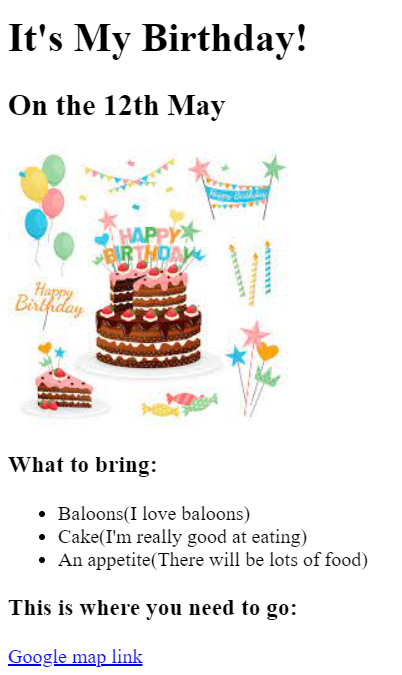 It's My Birthday!
On the 12th May
Happy Birthday
HAPPY
BIRTHDAY
Happy
Birthday
What to bring:
Baloons(I love baloons)
Cake(I'm really good at eating)
An appetite(There will be lots of food)
This is where you need to go:
Google map link